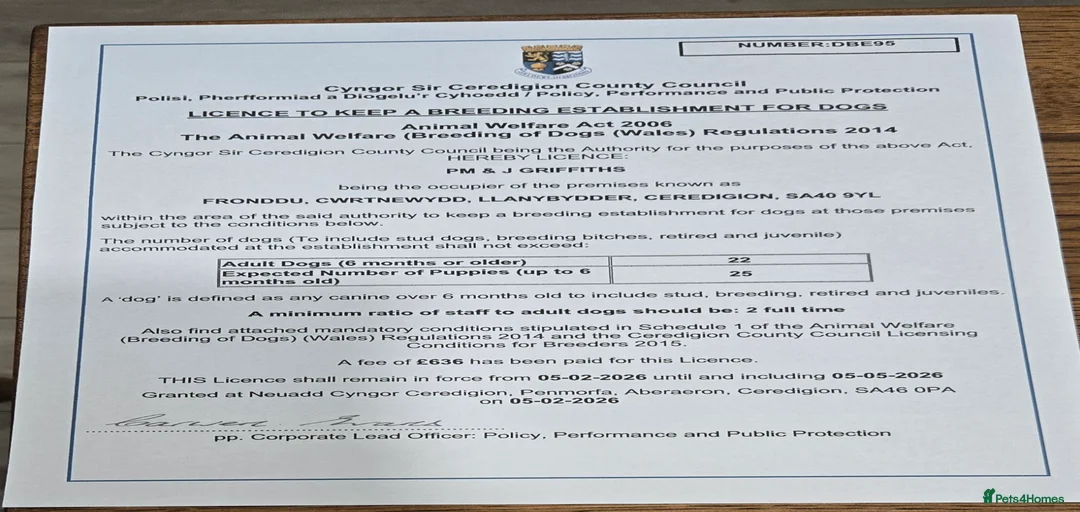 NUMBER:DBE95
Cyngor Sir Ceredigion County Council
Polisi, Pherfformiad a Diogelu'r Cyhoedd / Policy, Performance and Public Protection
LICENCE TO KEEP A BREEDING ESTABLISHMENT FOR DOGS
Animal Welfare Act 2006
The Animal Welfare (Breeding of Dogs (Wales) Regulations 2014
The Cyngor Sir Ceredigion County Council being the Authority for the purposes of the above Act,
HEREBY LICENCE:
PM & J GRIFFITHS
being the occupier of the premises known as
FRONDDU, CWRTNEWYDD, LLANYBYDDER, CEREDIGION, SA40 9YL
within the area of the said authority to keep a breeding establishment for dogs at those premises
subject to the conditions below.
The number of dogs (To include stud dogs, breeding bitches, retired and juvenile)
accommodated at the establishment shall not exceed:
Adult Dogs (6 months or older) 22
Expected Number of Puppies (up to 6 25
months old)
A 'dog' is defined as any canine over 6 months old to include stud, breeding, retired and juveniles.
A minimum ratio of staff to adult dogs should be: 2 full time
Also find attached mandatory conditions stipulated in Schedule 1 of the Animal Welfare
(Breeding of Dogs) (Wales) Regulations 2014 and the Ceredigion County Council Licensing
Conditions for Breeders 2015.
A fee of £636 has been paid for this Licence.
THIS Licence shall remain in force from 05-02-2026 until and including 05-05-2026
Granted at Neuadd Cyngor Ceredigion, Penmorfa, Aberaeron, Ceredigion, SA46 0PA
on 05-02-2026
pp. Corporate Lead Officer: Policy, Performance and Public Protection
Pets4Homes